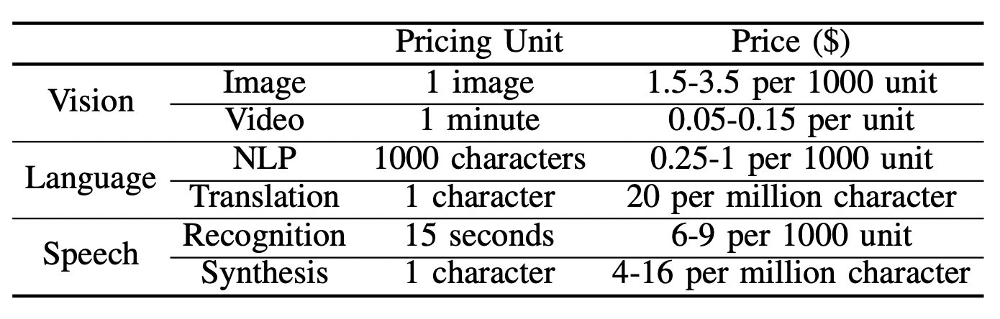 Pricing Unit Price ($)
Vision
Image 1 image 1.5-3.5 per 1000 unit
Video 1 minute 0.05-0.15 per unit
Language
NLP 1000 characters 0.25-1 per 1000 unit
Translation 1 character 20 per million character
Speech
Recognition 15 seconds 6-9 per 1000 unit
Synthesis 1 character 4-16 per million character